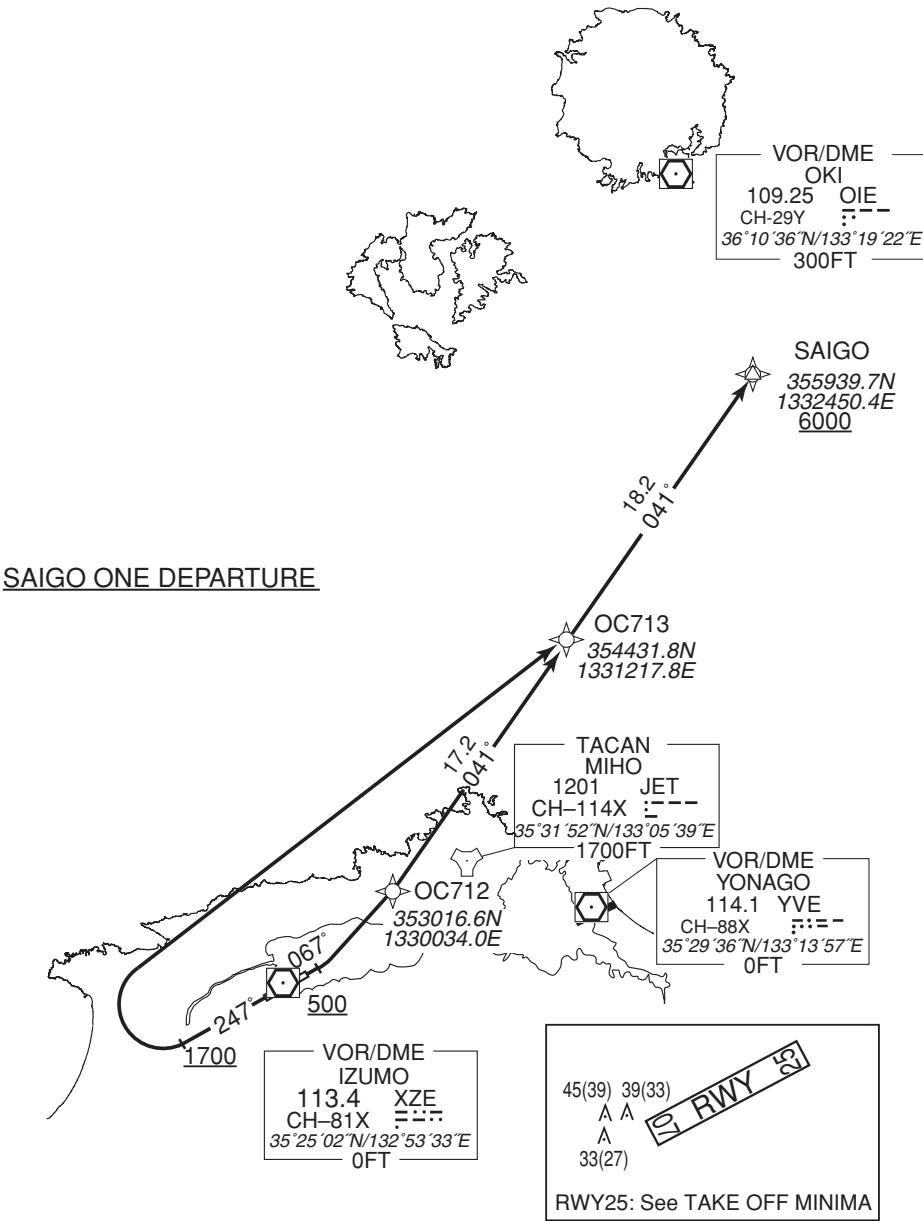 VOR/DME
OKI
109.25 OIE
CH-29Y
36°10′36″N/133°19′22″E
300FT
SAIGO
355939.7N
1332450.4E
6000
18.2
041°
SAIGO ONE DEPARTURE
OC713
354431.8N
1331217.8E
17.2
041°
TACAN
MIHO
1201 JET
CH–114X
35°31′52″N/133°05′39″E
1700FT
VOR/DME
YONAGO
114.1 YVE
CH–88X
35°29′36″N/133°13′57″E
0FT
OC712
353016.6N
1330034.0E
067°
247°
500
1700
VOR/DME
IZUMO
113.4 XZE
CH–81X
35°25′02″N/132°53′33″E
0FT
45(39) 39(33)
33(27)
07 RWY 25
RWY25: See TAKE OFF MINIMA